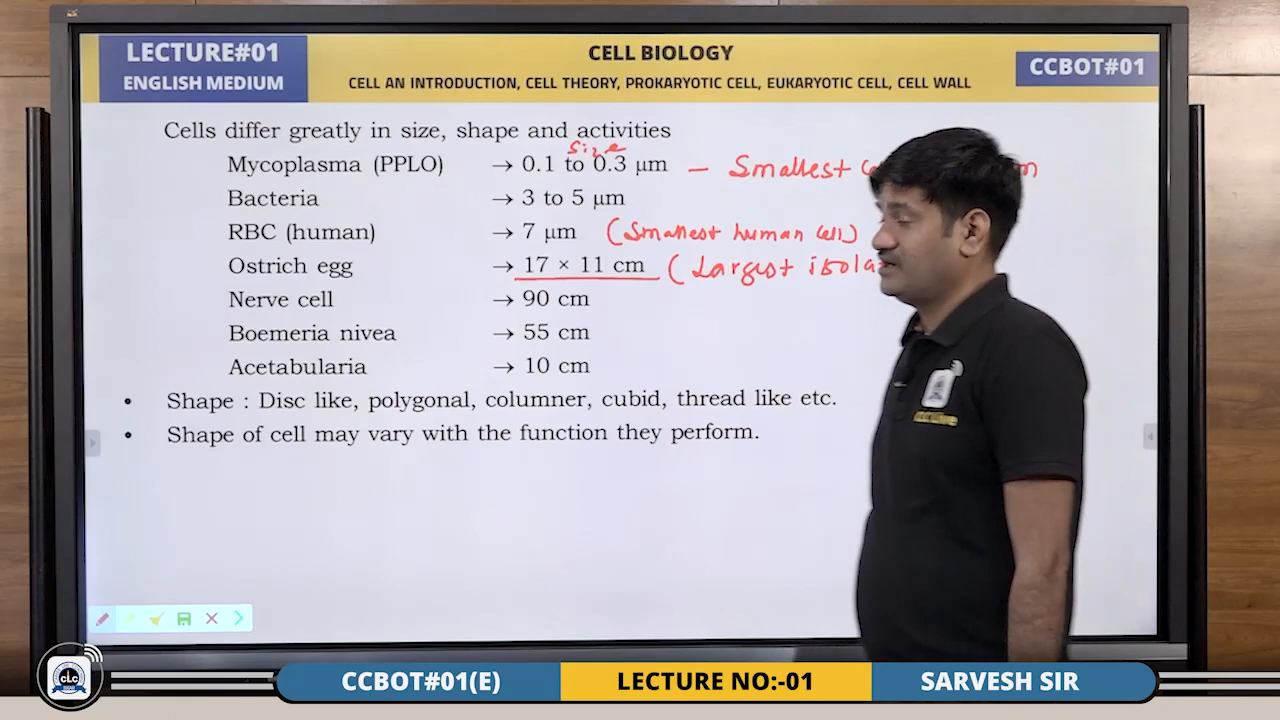 LECTURE#01
ENGLISH MEDIUM
CELL BIOLOGY
CELL AN INTRODUCTION, CELL THEORY, PROKARYOTIC CELL, EUKARYOTIC CELL, CELL WALL
CCBOT#01
Cells differ greatly in size, shape and activities
size
Mycoplasma (PPLO) → 0.1 to 0.3 µm – Smallest
Bacteria → 3 to 5 µm
RBC (human) → 7 µm (Smallest human cell)
Ostrich egg → 17 × 11 cm (Largest
Nerve cell → 90 cm
Boemeria nivea → 55 cm
Acetabularia → 10 cm
• Shape : Disc like, polygonal, columner, cubid, thread like etc.
• Shape of cell may vary with the function they perform.
CLC
CCBOT#01(E)
LECTURE NO:-01
SARVESH SIR